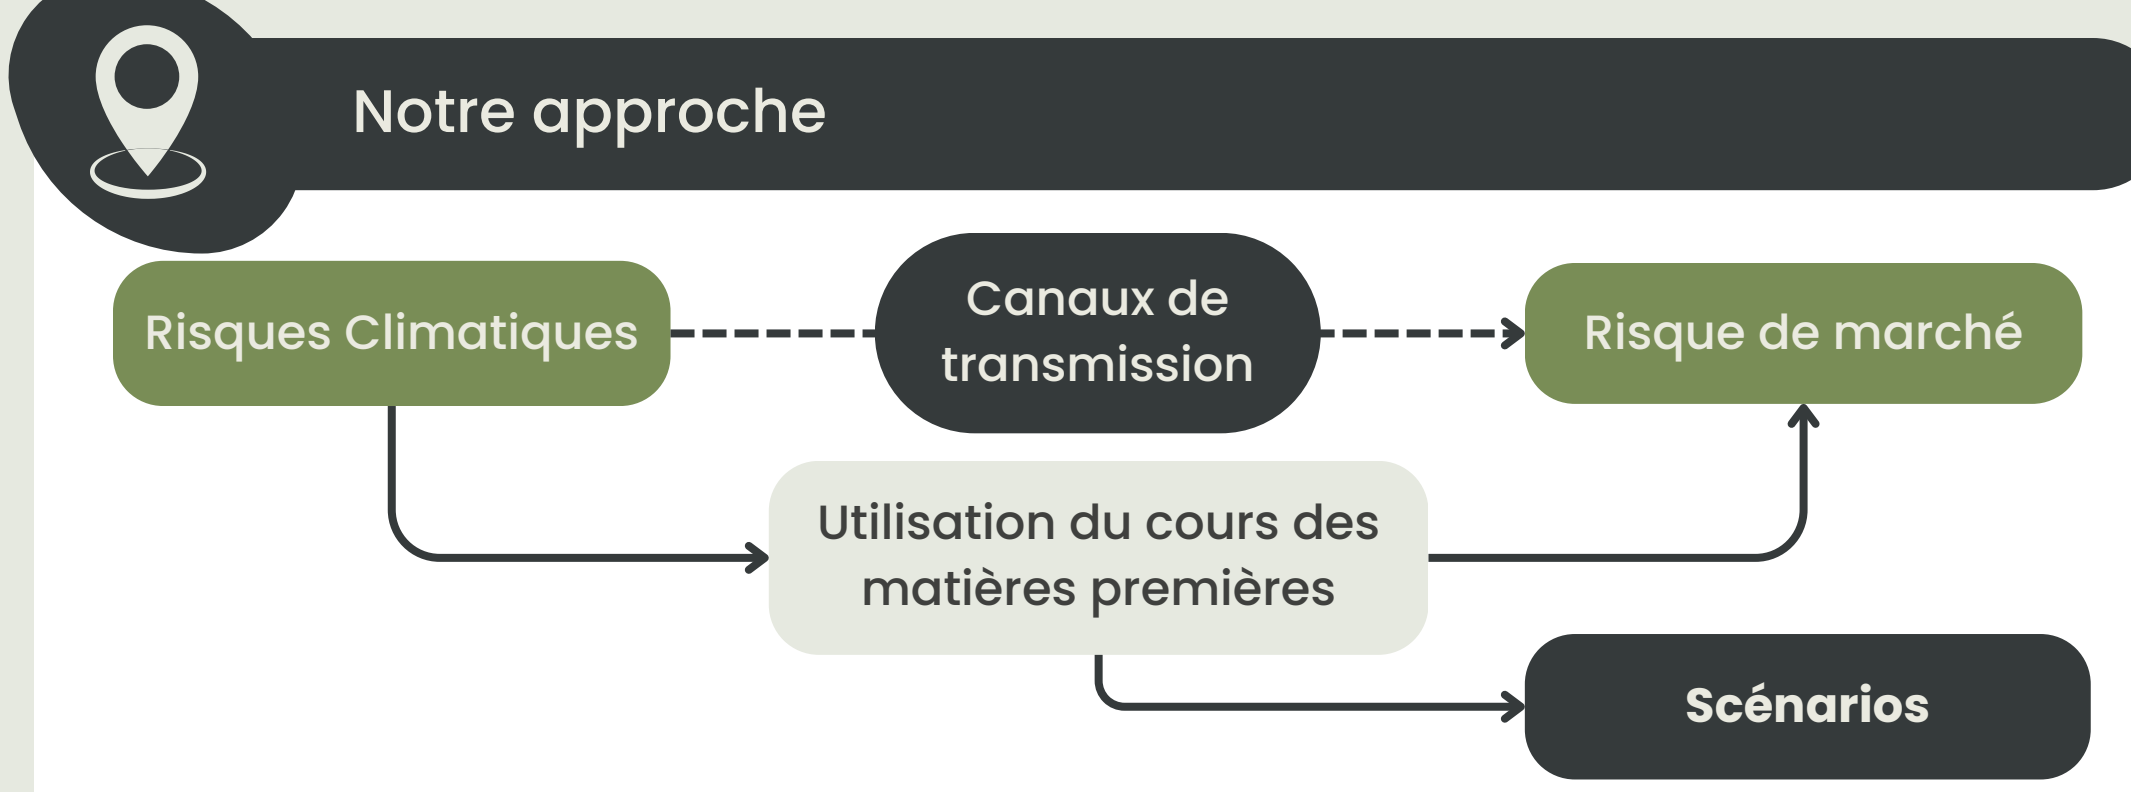 Notre approche
Risques Climatiques
Canaux de
transmission
Risque de marché
Utilisation du cours des
matières premières
Scénarios